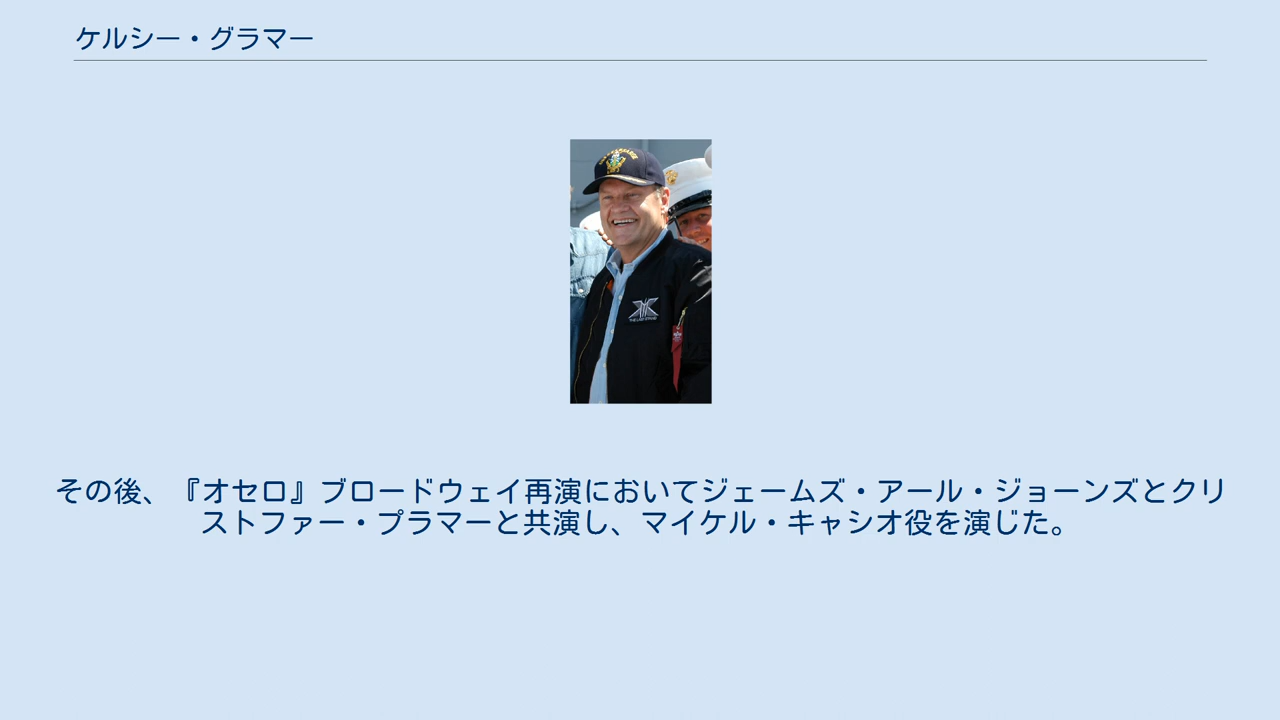 ケルシー・グラマー
THE LAST STAND
その後、『オセロ』ブロードウェイ再演においてジェームズ・アール・ジョーンズとクリ
ストファー・プラマーと共演し、マイケル・キャシオ役を演じた。